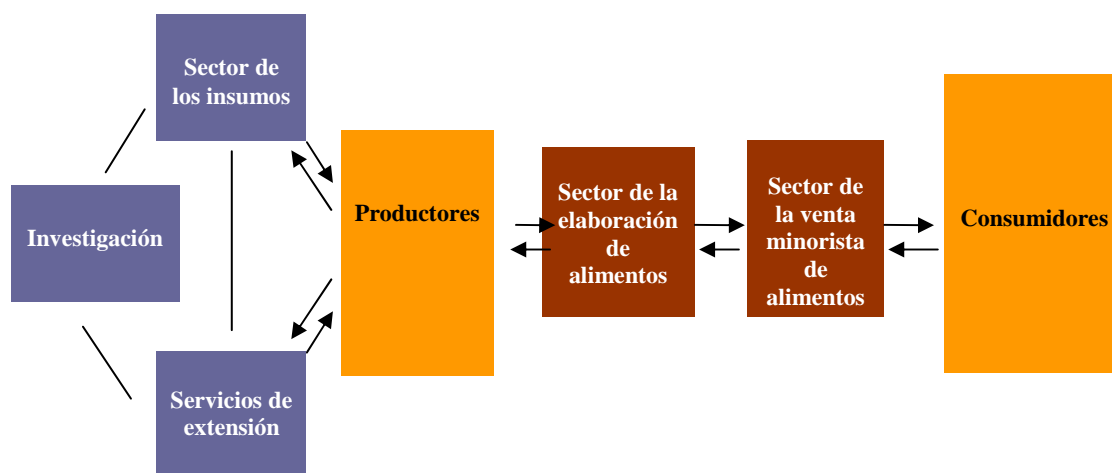 Sector de
los insumos
Investigación
Servicios de
extensión
Productores
Sector de la
elaboración
de
alimentos
Sector de
la venta
minorista
de
alimentos
Consumidores